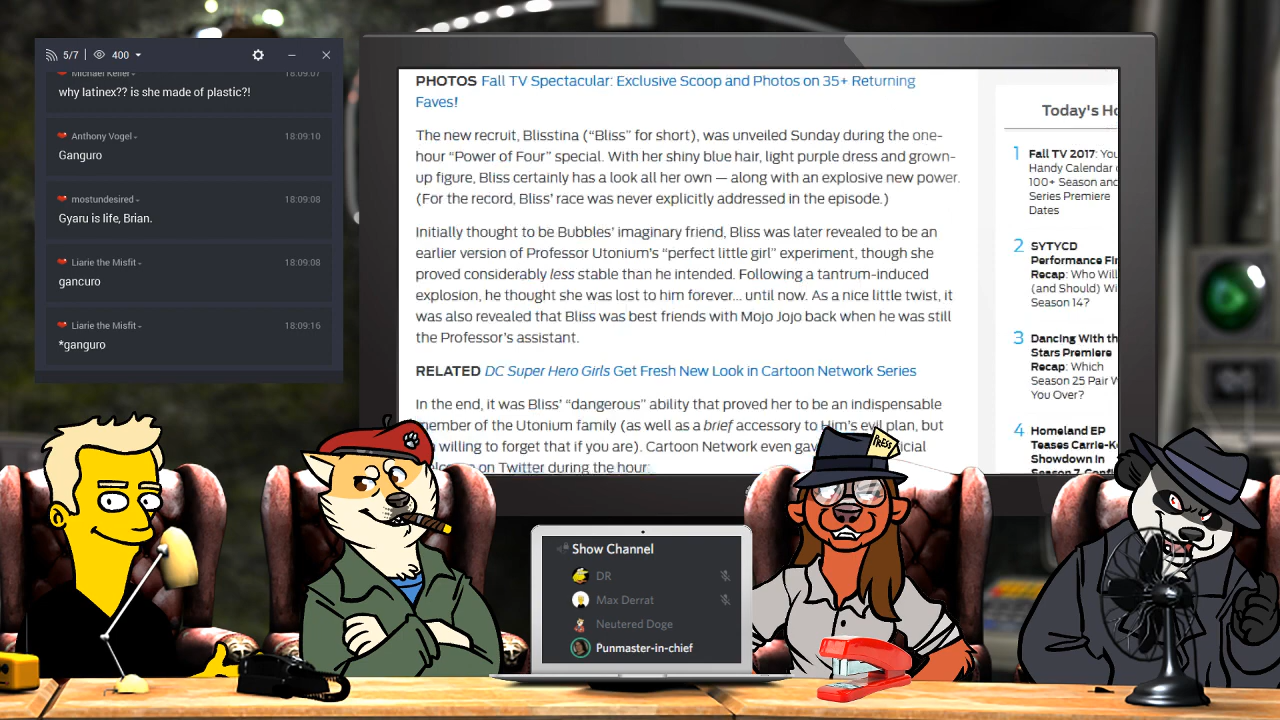 5/7 400
Michael Keller 18:09:07
why latinex?? is she made of plastic?!
Anthony Vogel 18:09:10
Ganguro
mostundesired 18:09:08
Gyaru is life, Brian.
Liarie the Misfit 18:09:08
gancuro
Liarie the Misfit 18:09:16
*ganguro
PHOTOS Fall TV Spectacular: Exclusive Scoop and Photos on 35+ Returning
Faves!
The new recruit, Blisstina (“Bliss” for short), was unveiled Sunday during the one-
hour “Power of Four” special. With her shiny blue hair, light purple dress and grown-
up figure, Bliss certainly has a look all her own — along with an explosive new power.
(For the record, Bliss’ race was never explicitly addressed in the episode.)
Initially thought to be Bubbles’ imaginary friend, Bliss was later revealed to be an
earlier version of Professor Utonium’s “perfect little girl” experiment, though she
proved considerably less stable than he intended. Following a tantrum-induced
explosion, he thought she was lost to him forever… until now. As a nice little twist, it
was also revealed that Bliss was best friends with Mojo Jojo back when he was still
the Professor’s assistant.
RELATED DC Super Hero Girls Get Fresh New Look in Cartoon Network Series
In the end, it was Bliss’ “dangerous” ability that proved her to be an indispensable
member of the Utonium family (as well as a brief accessory to Him’s evil plan, but
willing to forget that if you are). Cartoon Network even gav
on Twitter during the hour:
Today's Ho
1 Fall TV 2017: You
Handy Calendar
100+ Season and
Series Premiere
Dates
2 SYTYCD
Performance Fi
Recap: Who Will
(and Should) Wi
Season 14?
3 Dancing With th
Stars Premiere
Recap: Which
Season 25 Pair W
You Over?
4 Homeland EP
Teases Carrie-K
Showdown In
Season 7
PRESS
Show Channel
DR
Max Derrat
Neutered Doge
Punmaster-in-chief